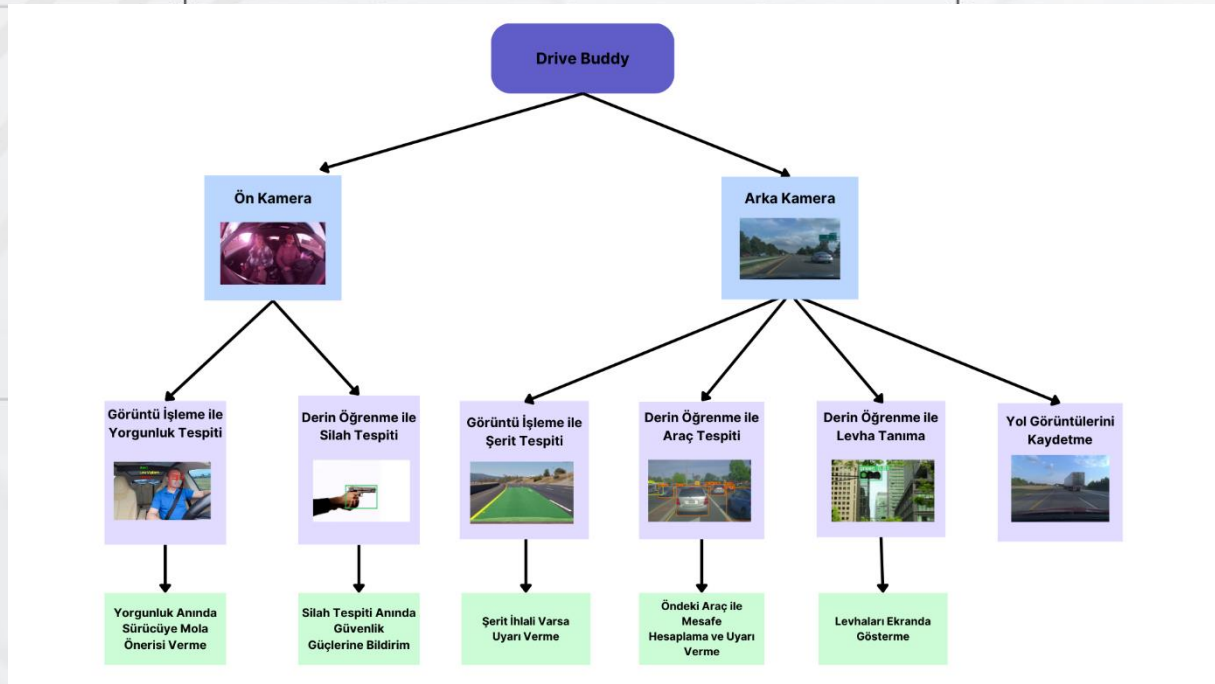 Drive Buddy
Ön Kamera
Arka Kamera
Görüntü İşleme ile
Yorgunluk Tespiti
Derin Öğrenme ile
Silah Tespiti
Görüntü İşleme ile
Şerit Tespiti
Derin Öğrenme ile
Araç Tespiti
Derin Öğrenme ile
Levha Tanıma
Yol Görüntülerini
Kaydetme
Yorgunluk Anında
Sürücüye Mola
Önerisi Verme
Silah Tespiti Anında
Güvenlik
Güçlerine Bildirim
Şerit İhlali Varsa
Uyarı Verme
Öndeki Araç ile
Mesafe
Hesaplama ve Uyarı
Verme
Levhaları Ekranda
Gösterme